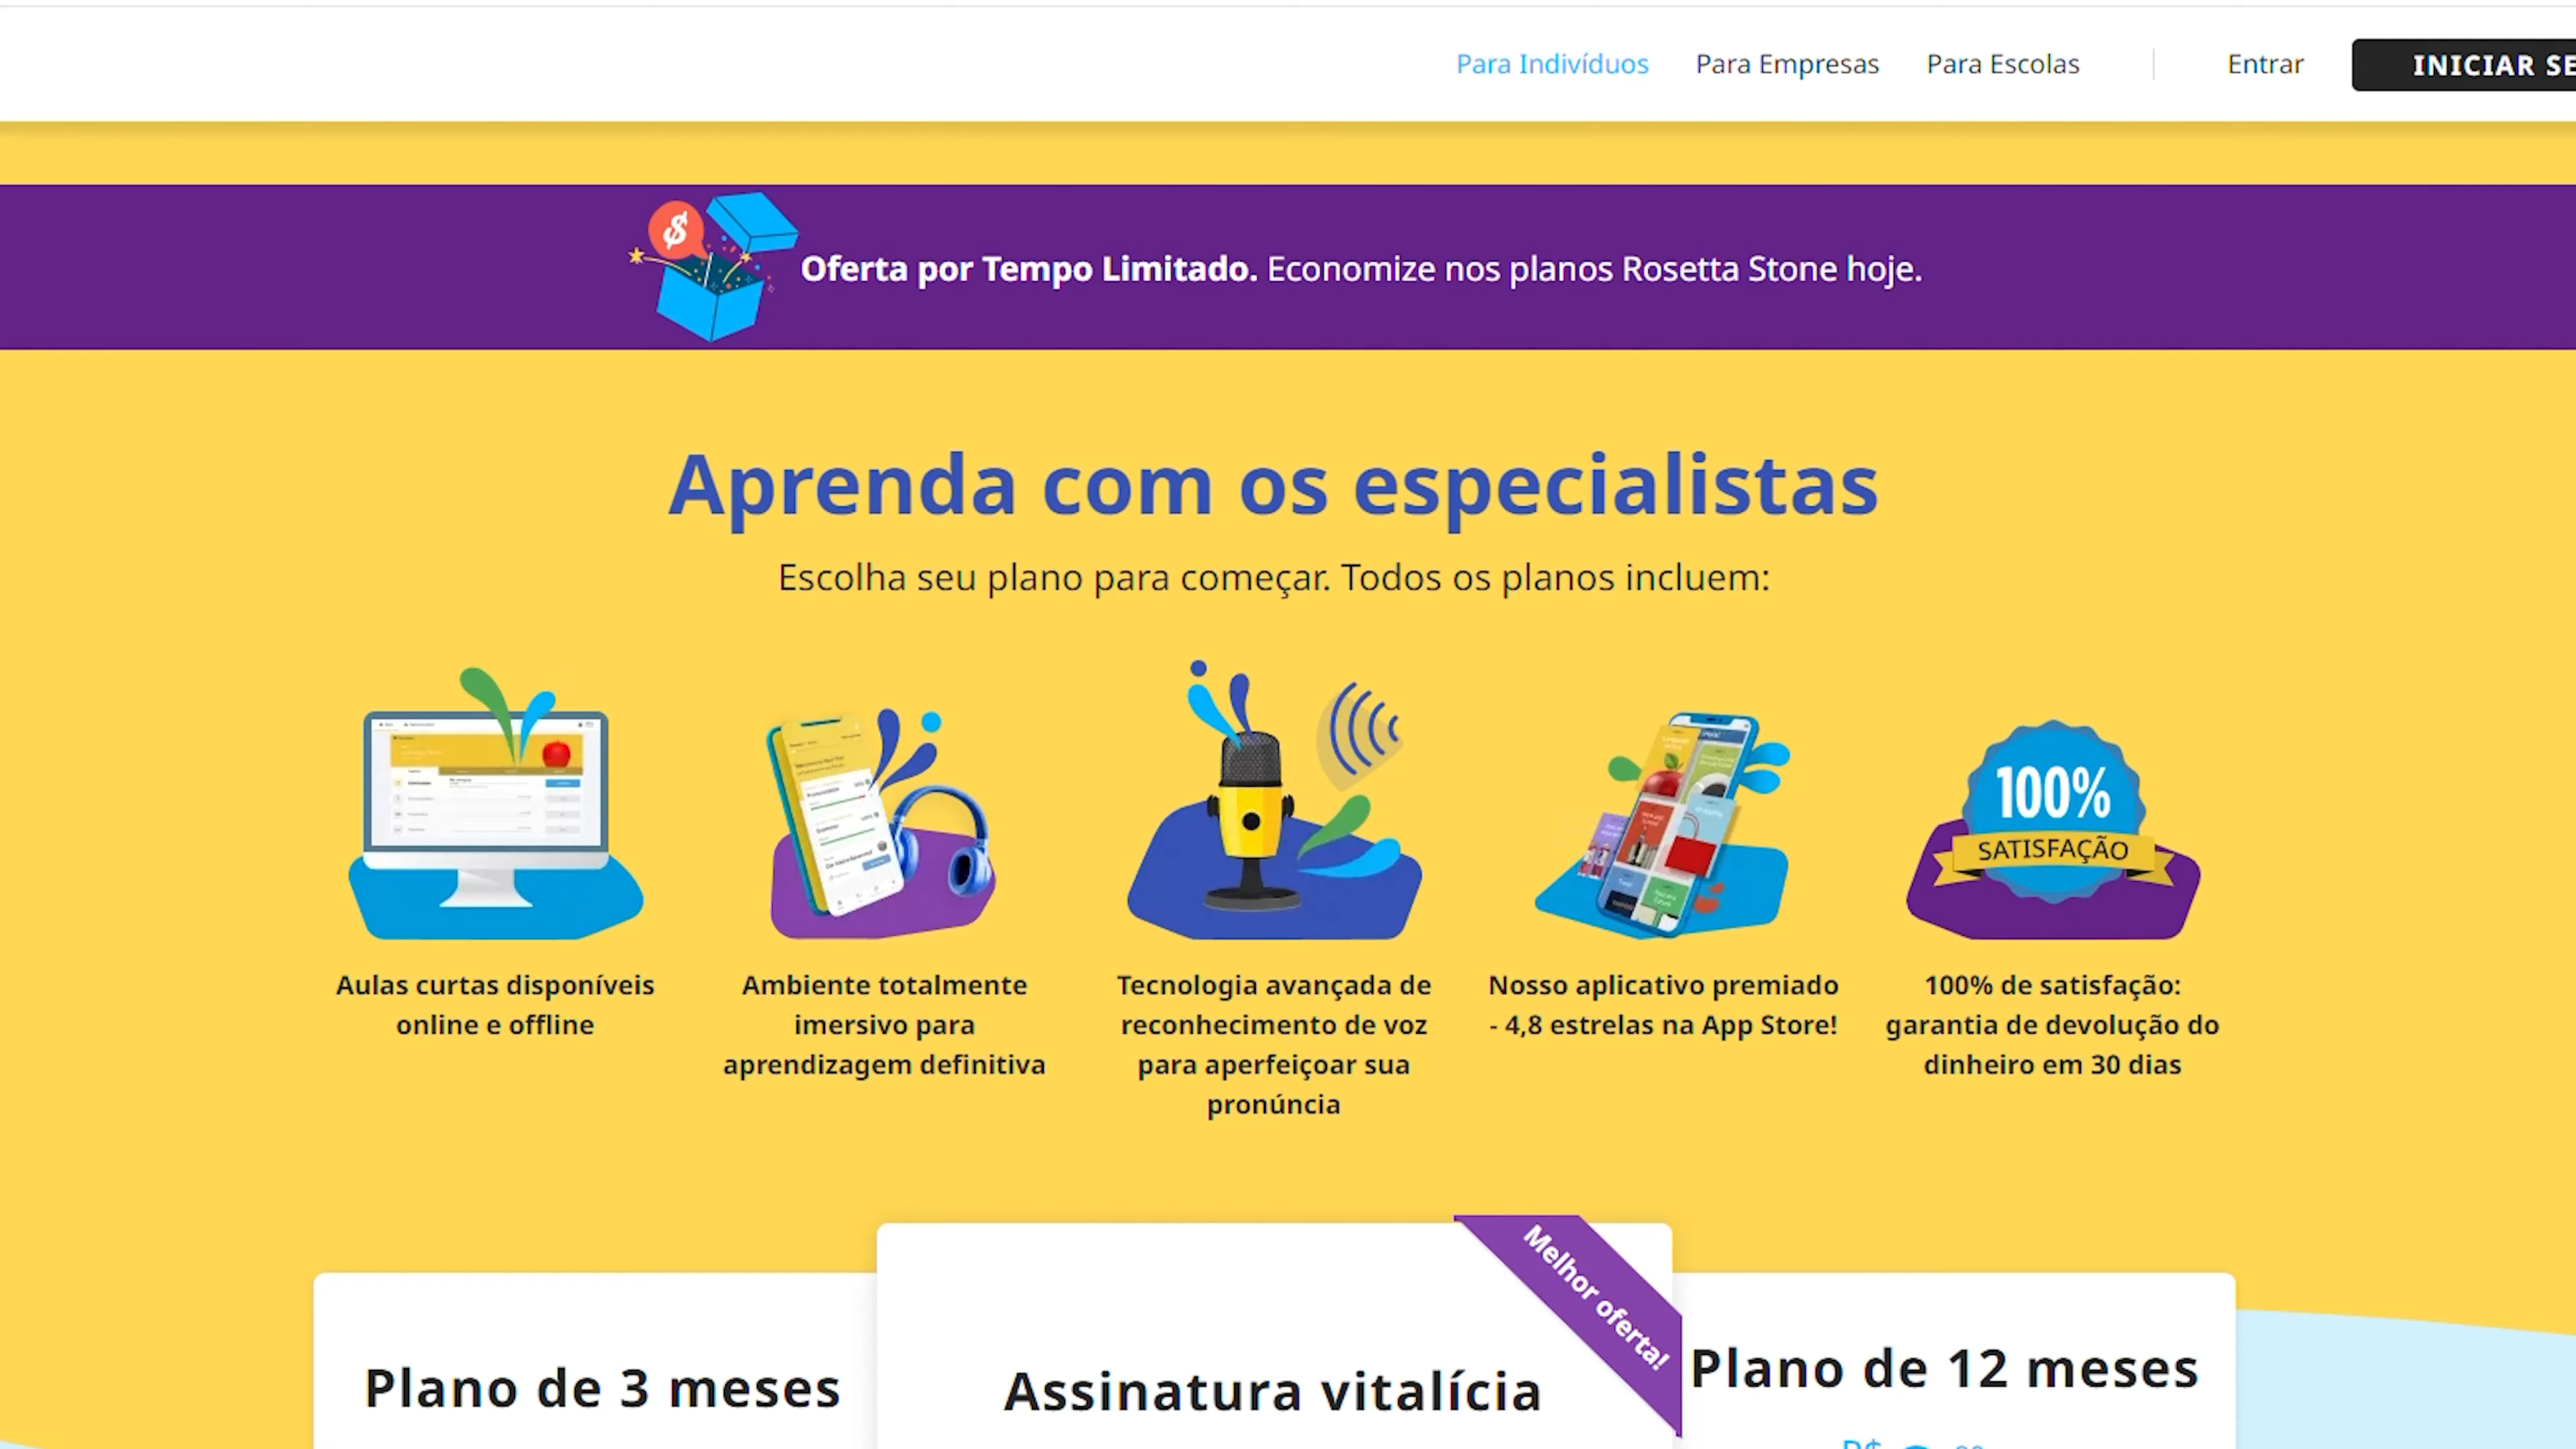 Para Indivíduos Para Empresas Para Escolas Entrar INICIAR SE
$
Oferta por Tempo Limitado. Economize nos planos Rosetta Stone hoje.
Aprenda com os especialistas
Escolha seu plano para começar. Todos os planos incluem:
100%
SATISFAÇÃO
Aulas curtas disponíveis
online e offline
Ambiente totalmente
imersivo para
aprendizagem definitiva
Tecnologia avançada de
reconhecimento de voz
para aperfeiçoar sua
pronúncia
Nosso aplicativo premiado
- 4,8 estrelas na App Store!
100% de satisfação:
garantia de devolução do
dinheiro em 30 dias
Plano de 3 meses
Melhor oferta!
Assinatura vitalícia
Plano de 12 meses
R$